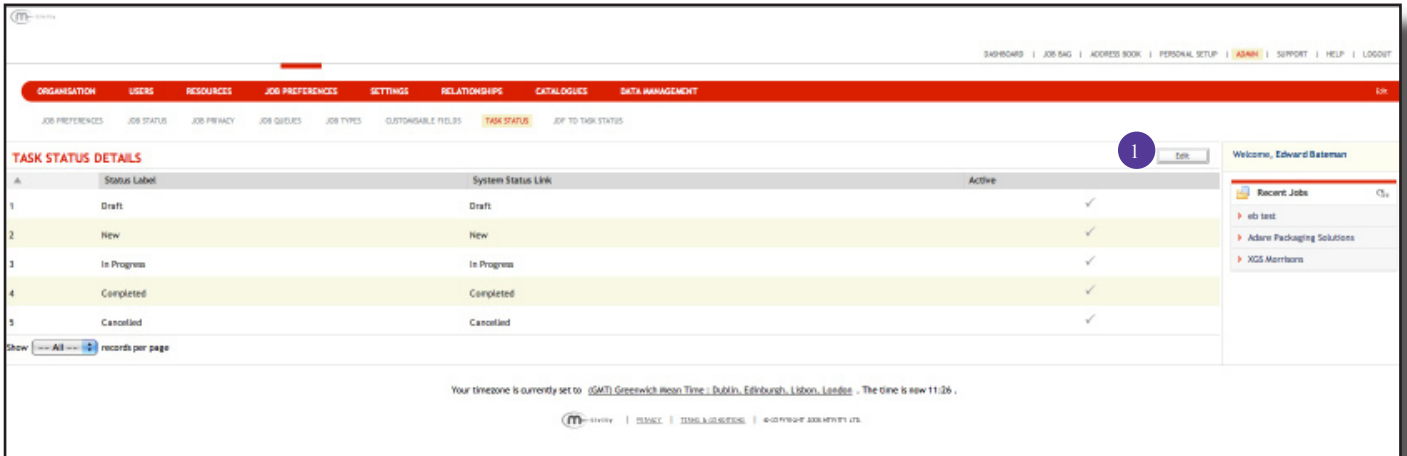 DASHBOARD | JOB BAG | ADDRESS BOOK | PERSONAL SETUP | ADMIN | SUPPORT | HELP | LOGOUT
ORGANISATION USERS RESOURCES JOB PREFERENCES SETTINGS RELATIONSHIPS CATALOGUES DATA MANAGEMENT Edit
JOB PREFERENCES JOB STATUS JOB PRIVACY JOB QUEUES JOB TYPES CUSTOMISABLE FIELDS TASK STATUS JDF TO TASK STATUS
TASK STATUS DETAILS 1 Edit Welcome, Edward Bateman
Status Label System Status Link Active
Recent Jobs
1 Draft Draft
eb test
2 New New
Adare Packaging Solutions
3 In Progress In Progress
XGS Morrisons
4 Completed Completed
5 Cancelled Cancelled
Show -- All -- records per page
Your timezone is currently set to (GMT) Greenwich Mean Time : Dublin, Edinburgh, Lisbon, London . The time is now 11:26 .
m | PRIVACY | TERMS & CONDITIONS | © COPYRIGHT